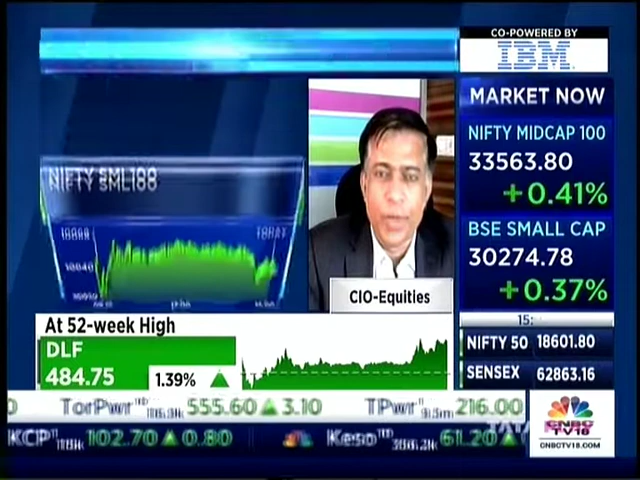 CO-POWERED BY
IBM
MARKET NOW
NIFTY MIDCAP 100
33563.80
+0.41%
BSE SMALL CAP
30274.78
+0.37%
NIFTY SML100
CIO-Equities
15:
At 52-week High
DLF
484.75
1.39%
NIFTY 50 18601.80
SENSEX 62863.16
TorPwr 555.60 ▲ 3.10 TPwr 216.00
KCIP 102.70 ▲ 0.80 Keso 61.20 ▲
CNBC
TV18
CNBCTV18.COM